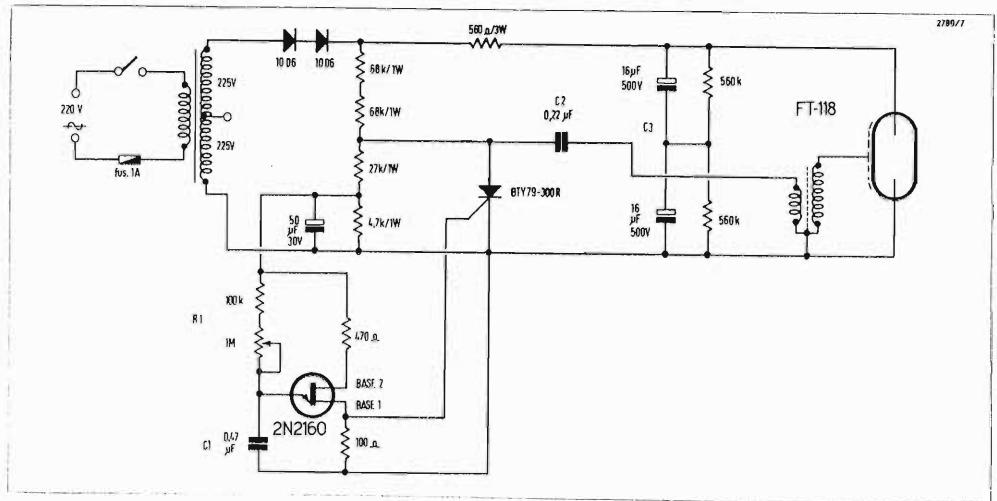 2780/7
560 Ω/3W
10D6
10D6
68k/1W
225V
16µF
500V
560k
220 V
C2
0,22 µF
FT-118
68k/1W
C3
225V
fus. 1A
27k/1W
BTY79-300R
50
µF
30V
4,7k/1W
16
µF
500V
560k
100k
R1
470 Ω
1M
BASE 2
BASE 1
2N2160
C1
0,47
µF
100 Ω